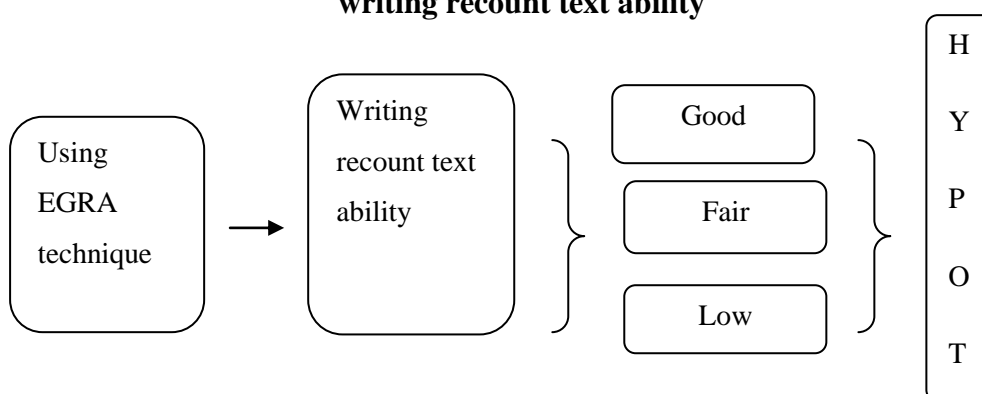 writing recount text ability
Using
EGRA
technique
Writing
recount text
ability
Good
Fair
Low
H
Y
P
O
T